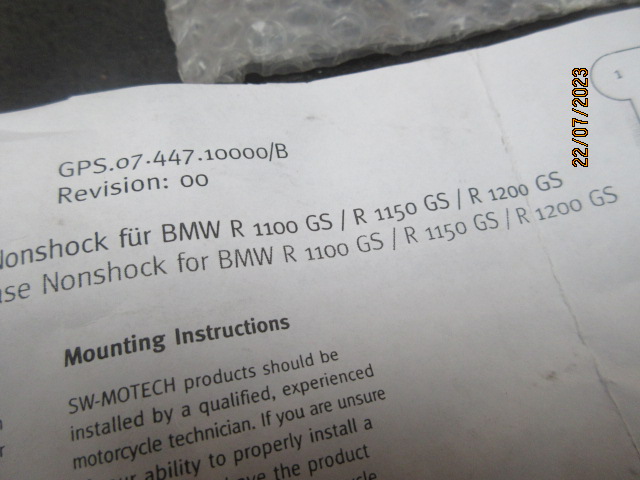 1
22/07/2023
GPS.07.447.10000/B
Revision: 00
Nonshock für BMW R 1100 GS / R 1150 GS / R 1200 GS
Nonshock for BMW R 1100 GS / R 1150 GS / R 1200 GS
Mounting Instructions
SW-MOTECH products should be
installed by a qualified, experienced
motorcycle technician. If you are unsure
ability to properly install a
the product